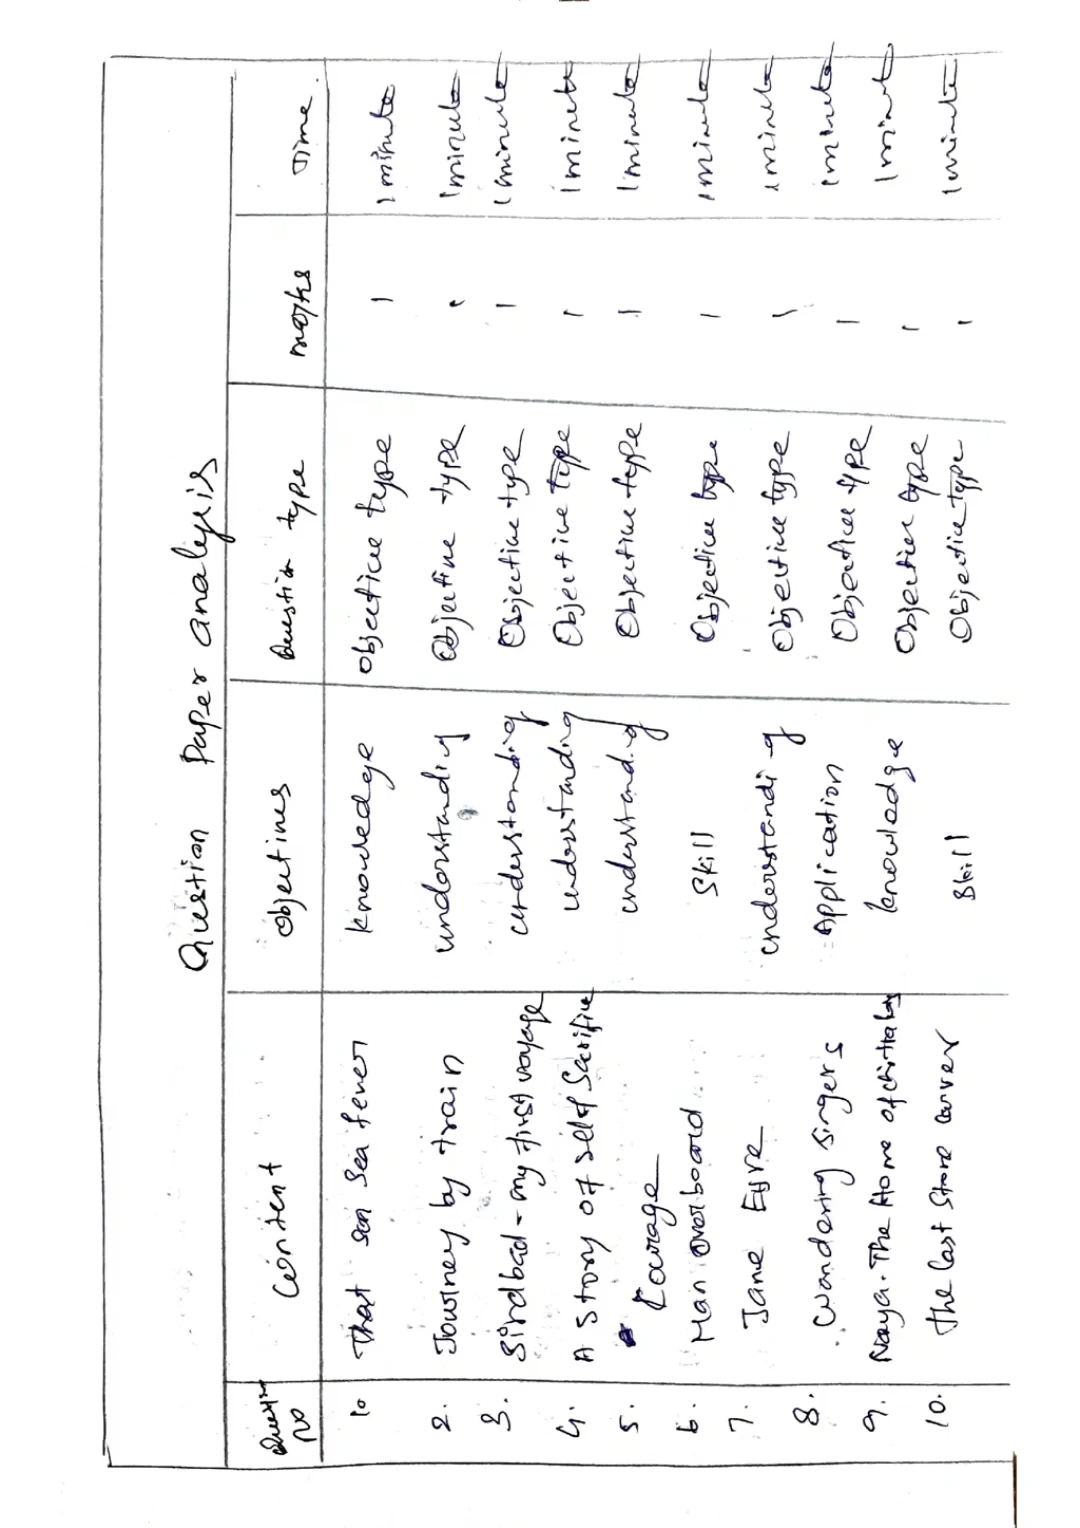 Question Paper analysis
Question No Content Objectives Question type marks Time
1. That sea fever knowledge objective type 1 1 minute
2. Journey by train understanding Objective type 1 1 minute
3. Sindbad - my first voyage understanding Objective type 1 1 minute
4. A Story of self Sacrifice understanding Objective type 1 1 minute
5. Courage understanding Objective type 1 1 minute
6. Man overboard Skill Objective type 1 1 minute
7. Jane Eyre understanding Objective type 1 1 minute
8. Wandering singers Application Objective type 1 1 minute
9. Naya - The Home of knowledge Objective type 1 1 minute
10. The last Stone carver Skill Objective type 1 1 minute